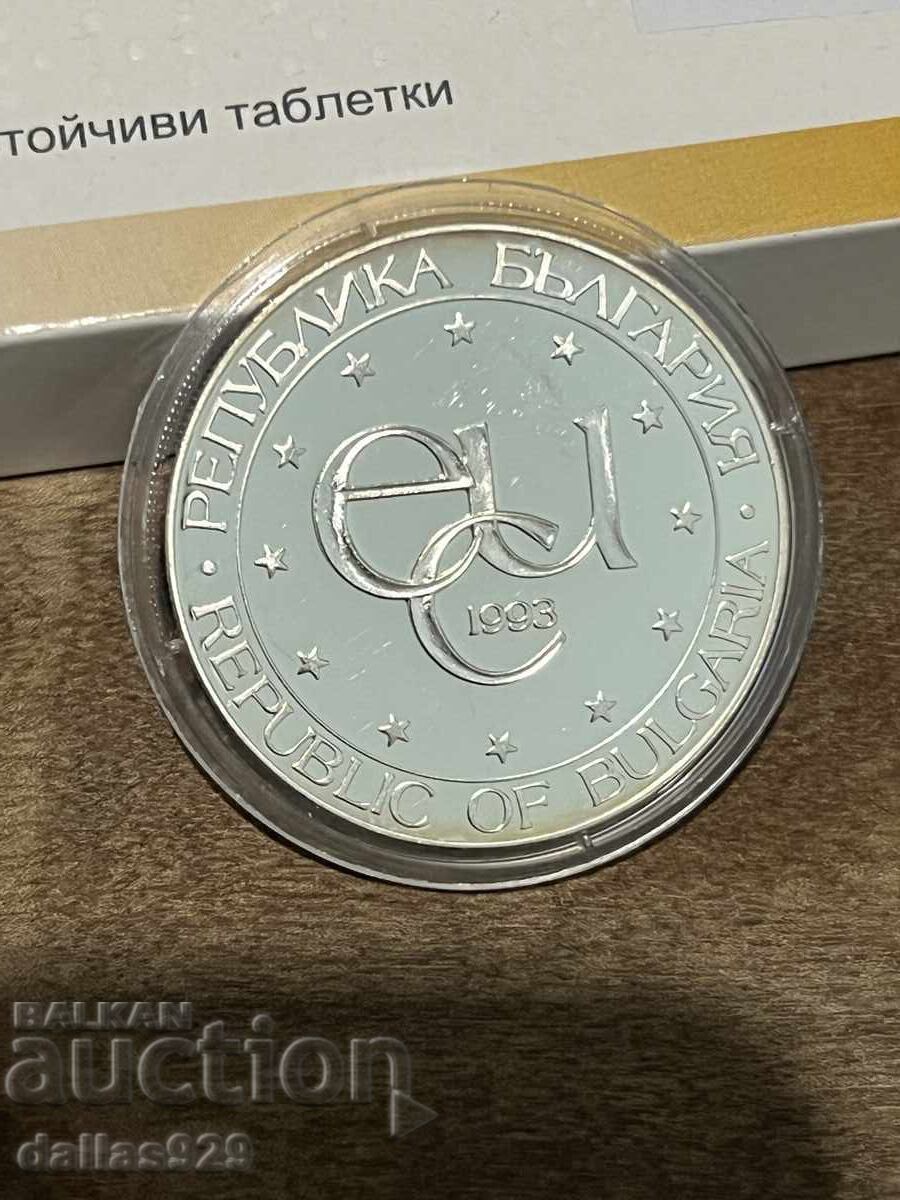 тойчиви таблетки
· РЕПУБЛИКА БЪЛГАРИЯ ·
ecu
1993
REPUBLIC OF BULGARIA
BALKAN
auction
dallas929